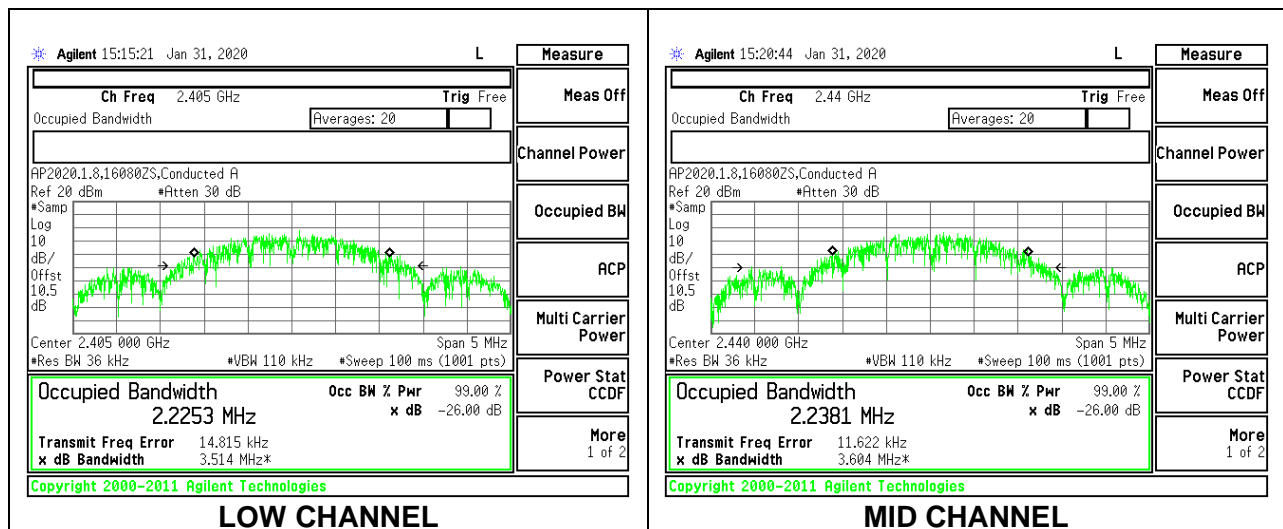 Agilent 15:15:21 Jan 31, 2020 L Measure
Ch Freq 2.405 GHz Trig Free
Meas Off
Occupied Bandwidth Averages: 20
Channel Power
AP2020.1.8,16080ZS,Conducted A
Ref 20 dBm #Atten 30 dB
#Samp
Log
10
dB/
Offst
10.5
dB
Occupied BW
ACP
Multi Carrier
Power
Center 2.405 000 GHz Span 5 MHz
#Res BW 36 kHz #VBW 110 kHz #Sweep 100 ms (1001 pts)
Power Stat
CCDF
Occupied Bandwidth Occ BW % Pwr 99.00 %
2.2253 MHz x dB -26.00 dB
Transmit Freq Error 14.815 kHz
x dB Bandwidth 3.514 MHz*
More
1 of 2
Copyright 2000-2011 Agilent Technologies
LOW CHANNEL
Agilent 15:20:44 Jan 31, 2020 L Measure
Ch Freq 2.44 GHz Trig Free
Meas Off
Occupied Bandwidth Averages: 20
Channel Power
AP2020.1.8,16080ZS,Conducted A
Ref 20 dBm #Atten 30 dB
#Samp
Log
10
dB/
Offst
10.5
dB
Occupied BW
ACP
Multi Carrier
Power
Center 2.440 000 GHz Span 5 MHz
#Res BW 36 kHz #VBW 110 kHz #Sweep 100 ms (1001 pts)
Power Stat
CCDF
Occupied Bandwidth Occ BW % Pwr 99.00 %
2.2381 MHz x dB -26.00 dB
Transmit Freq Error 11.622 kHz
x dB Bandwidth 3.604 MHz*
More
1 of 2
Copyright 2000-2011 Agilent Technologies
MID CHANNEL